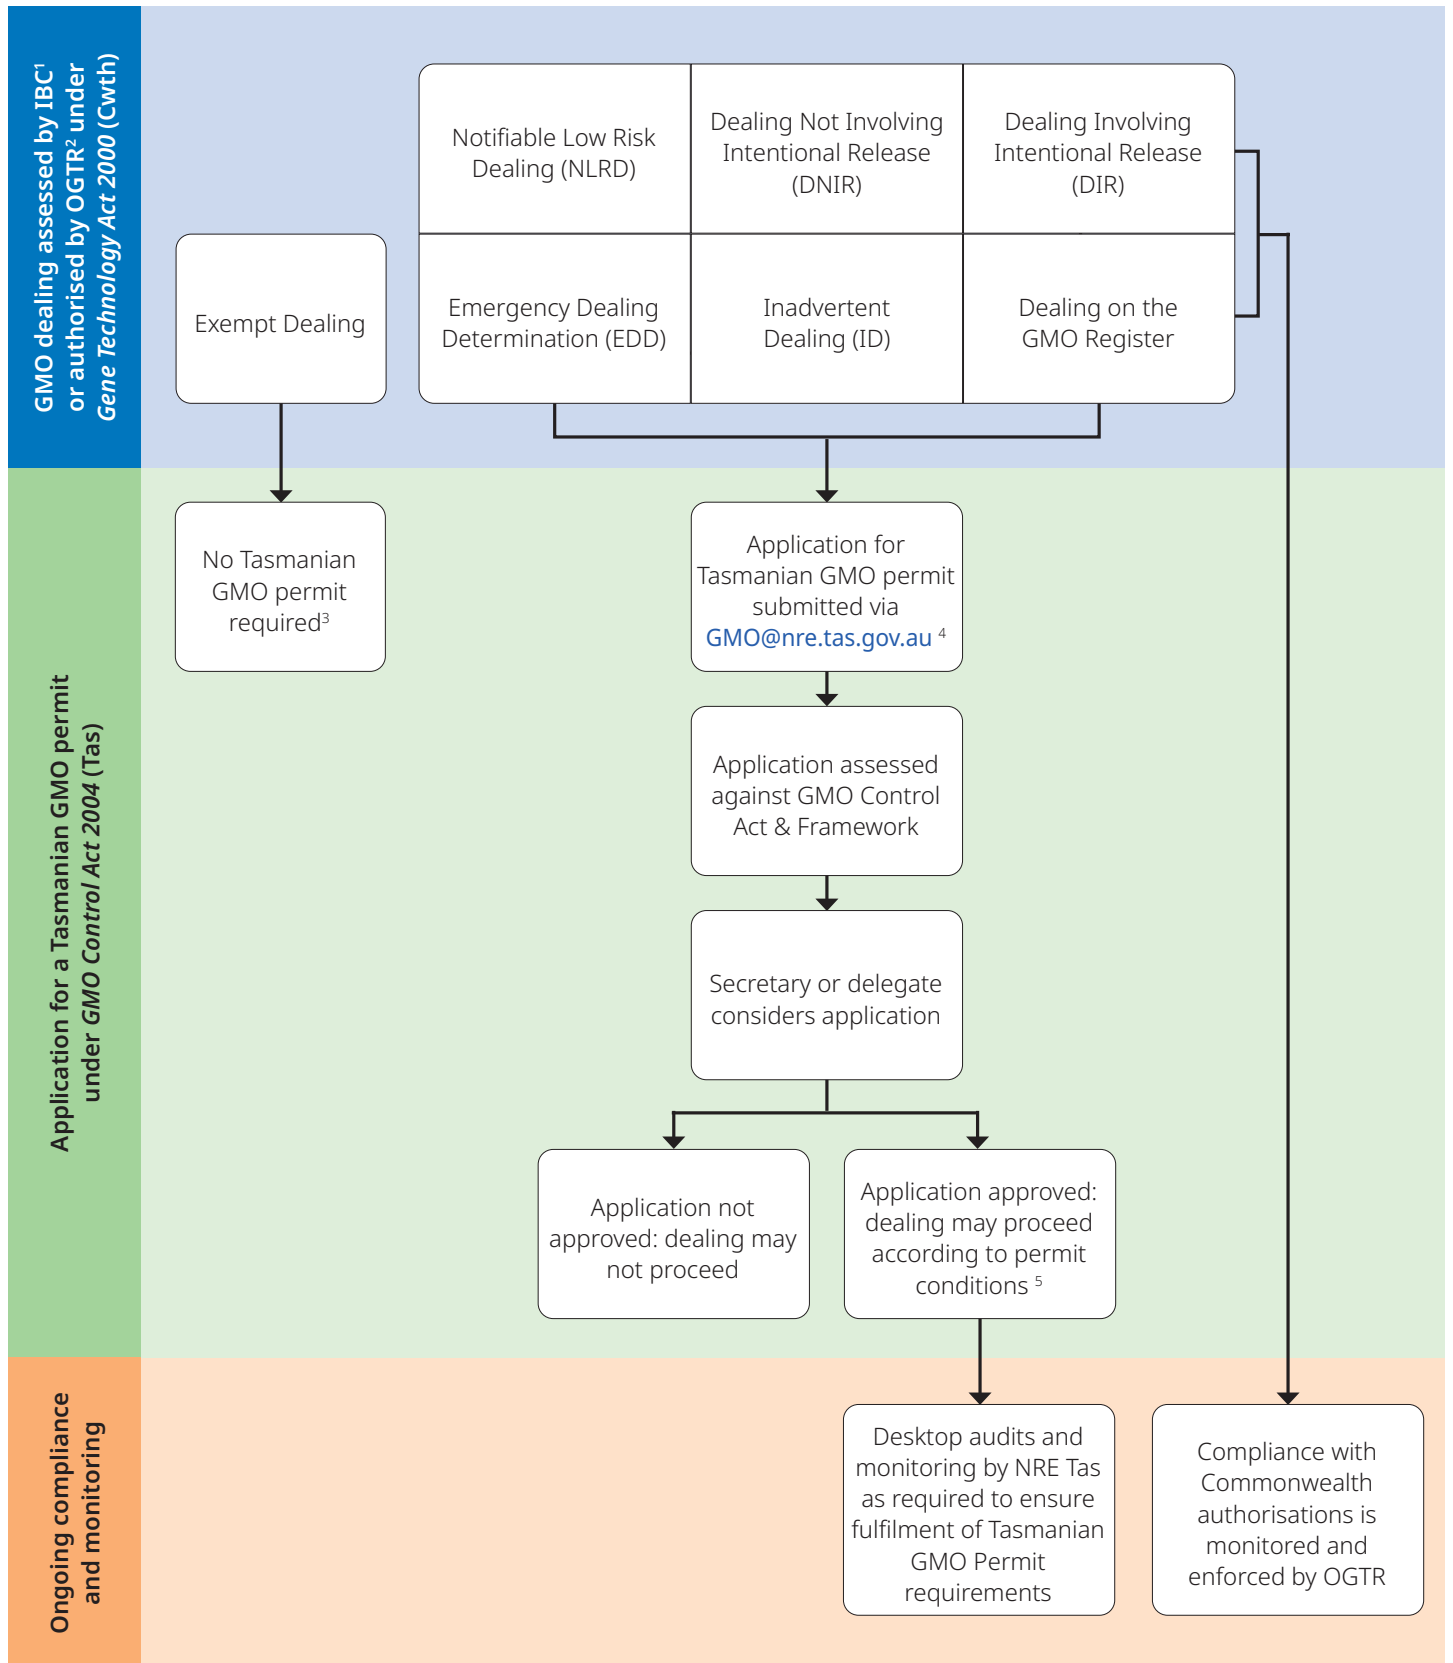 GMO dealing assessed by IBC¹
or authorised by OGTR² under
Gene Technology Act 2000 (Cwth)
Exempt Dealing
Notifiable Low Risk
Dealing (NLRD)
Dealing Not Involving
Intentional Release
(DNIR)
Dealing Involving
Intentional Release
(DIR)
Emergency Dealing
Determination (EDD)
Inadvertent
Dealing (ID)
Dealing on the
GMO Register
Application for a Tasmanian GMO permit
under GMO Control Act 2004 (Tas)
No Tasmanian
GMO permit
required³
Application for
Tasmanian GMO permit
submitted via
GMO@nre.tas.gov.au ⁴
Application assessed
against GMO Control
Act & Framework
Secretary or delegate
considers application
Application not
approved: dealing may
not proceed
Application approved:
dealing may proceed
according to permit
conditions ⁵
Ongoing compliance
and monitoring
Desktop audits and
monitoring by NRE Tas
as required to ensure
fulfilment of Tasmanian
GMO Permit
requirements
Compliance with
Commonwealth
authorisations is
monitored and
enforced by OGTR